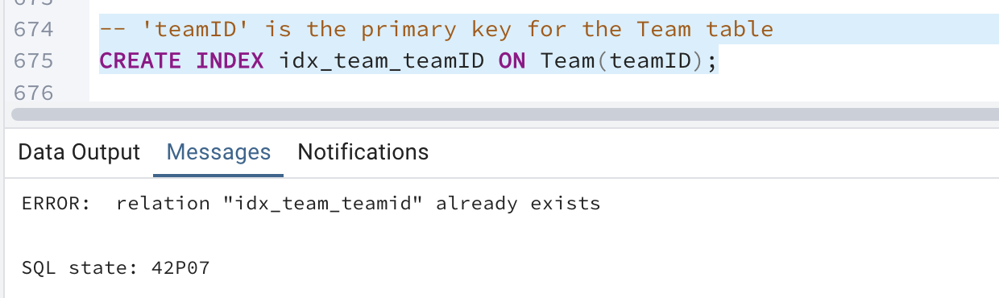 673
674 -- 'teamID' is the primary key for the Team table
675 CREATE INDEX idx_team_teamID ON Team(teamID);
676
Data Output Messages Notifications
ERROR:  relation "idx_team_teamid" already exists
SQL state: 42P07